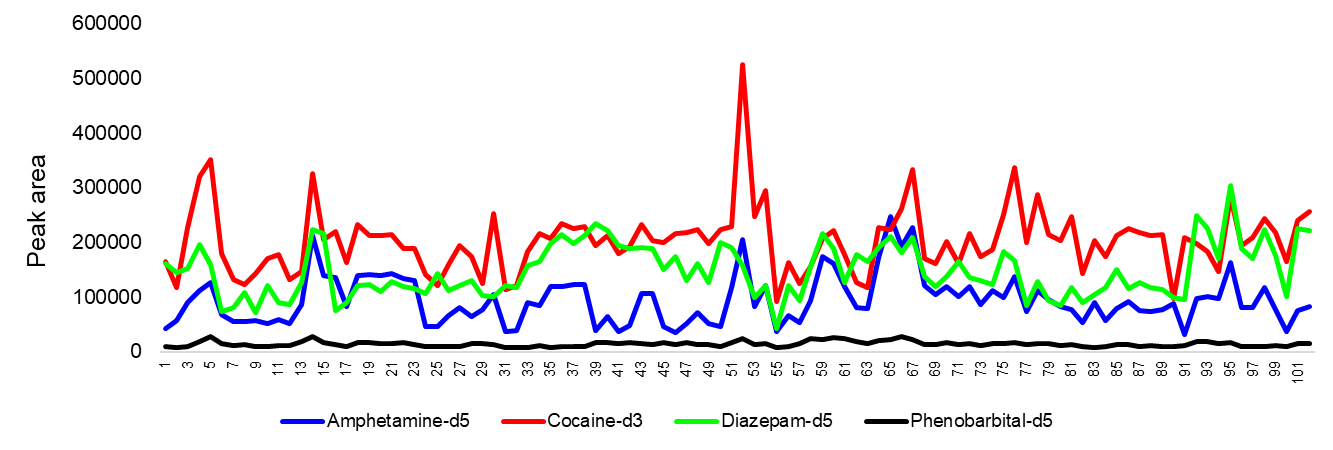 600000
500000
400000
300000
200000
100000
0
Peak area
1 3 5 7 9 11 13 15 17 19 21 23 25 27 29 31 33 35 37 39 41 43 45 47 49 51 53 55 57 59 61 63 65 67 69 71 73 75 77 79 81 83 85 87 89 91 93 95 97 99 101
Amphetamine-d5 Cocaine-d3 Diazepam-d5 Phenobarbital-d5